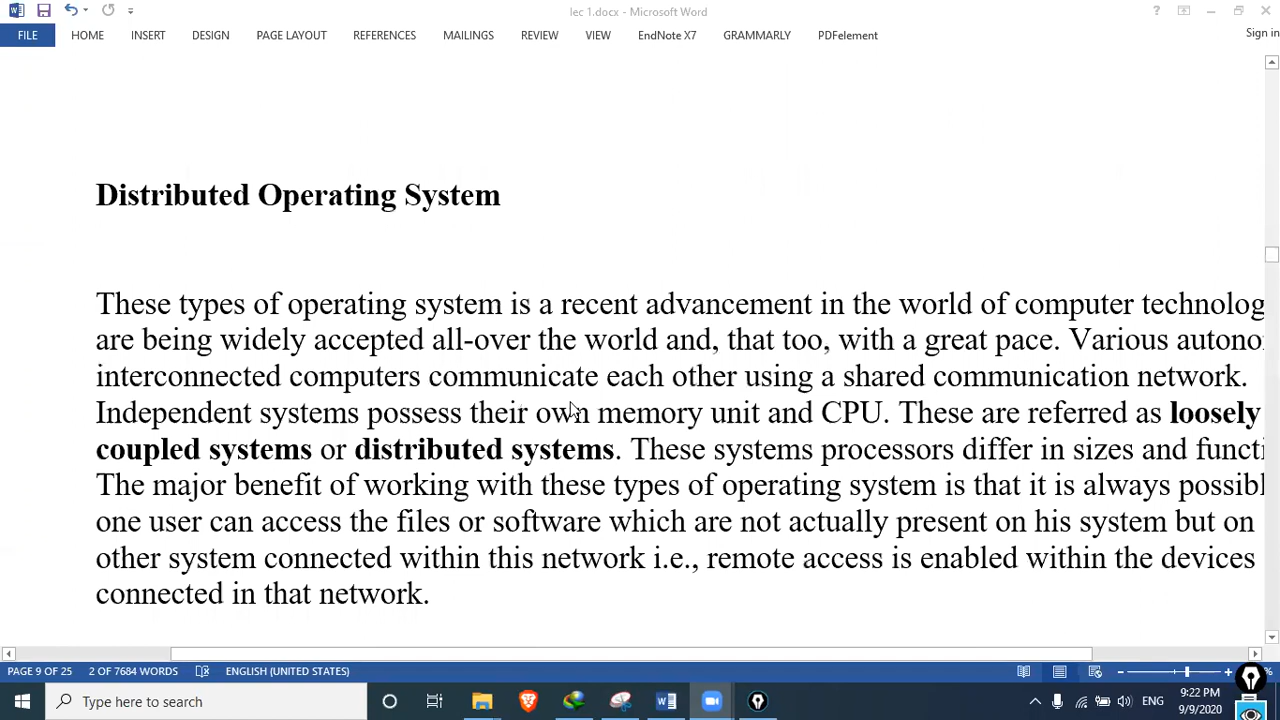 lec 1.docx - Microsoft Word
?
FILE HOME INSERT DESIGN PAGE LAYOUT REFERENCES MAILINGS REVIEW VIEW EndNote X7 GRAMMARLY PDFelement Sign in
Distributed Operating System
These types of operating system is a recent advancement in the world of computer technolog
are being widely accepted all-over the world and, that too, with a great pace. Various autono
interconnected computers communicate each other using a shared communication network.
Independent systems possess their own memory unit and CPU. These are referred as loosely
coupled systems or distributed systems. These systems processors differ in sizes and functi
The major benefit of working with these types of operating system is that it is always possibl
one user can access the files or software which are not actually present on his system but on
other system connected within this network i.e., remote access is enabled within the devices
connected in that network.
PAGE 9 OF 25 2 OF 7684 WORDS ENGLISH (UNITED STATES)
Type here to search ENG 9:22 PM
9/9/2020